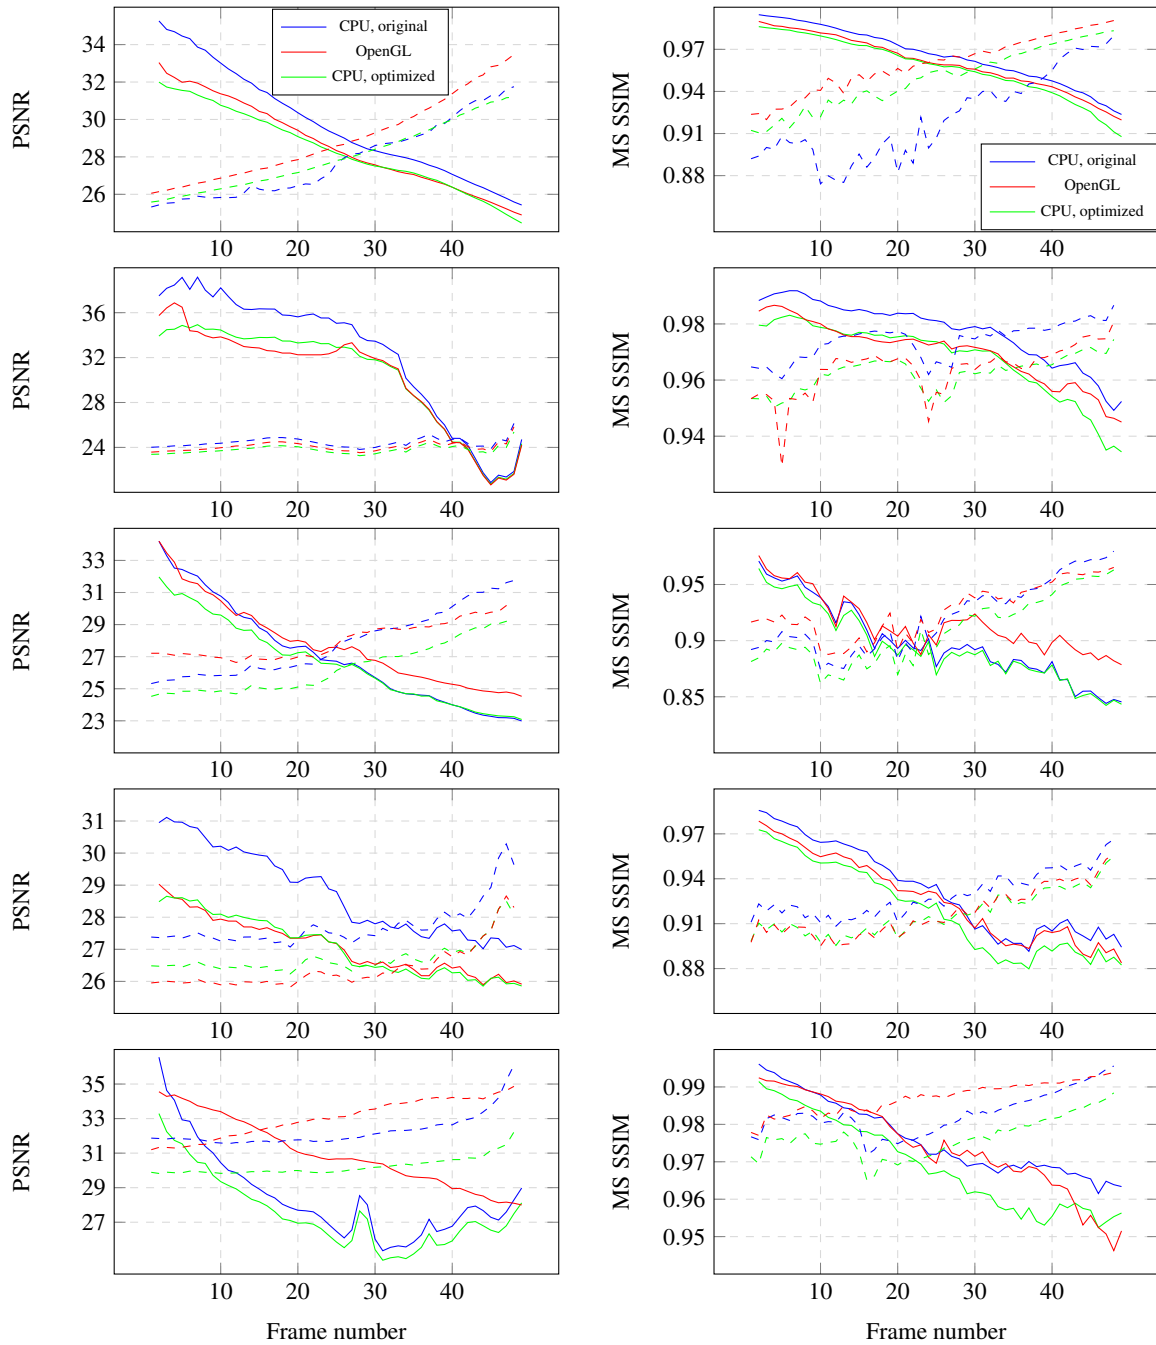 PSNR
34
32
30
28
26
10 20 30 40
CPU, original
OpenGL
CPU, optimized
MS SSIM
0.97
0.94
0.91
0.88
10 20 30 40
CPU, original
OpenGL
CPU, optimized
PSNR
36
32
28
24
10 20 30 40
MS SSIM
0.98
0.96
0.94
10 20 30 40
PSNR
33
31
29
27
25
23
10 20 30 40
MS SSIM
0.95
0.9
0.85
10 20 30 40
PSNR
31
30
29
28
27
26
10 20 30 40
MS SSIM
0.97
0.94
0.91
0.88
10 20 30 40
PSNR
35
33
31
29
27
10 20 30 40
Frame number
MS SSIM
0.99
0.98
0.97
0.96
0.95
10 20 30 40
Frame number